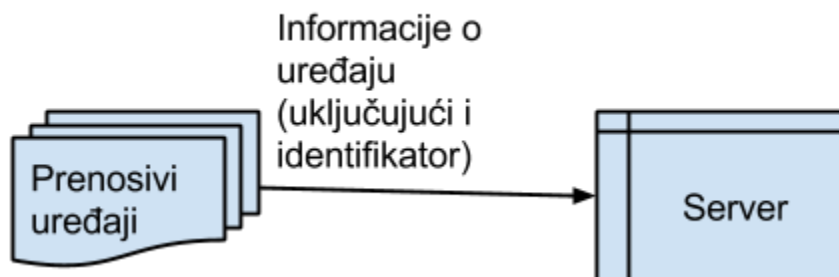 Informacije o
uređaju
(uključujući i
identifikator)
Prenosivi
uređaji
Server